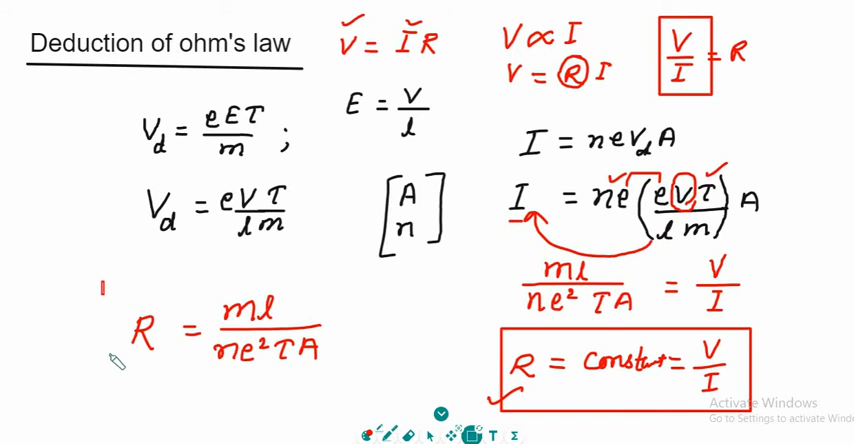 Deduction of ohm's law
V = I R
V ∝ I
V = R I
V/I = R
V_d = eEτ/m ;
E = V/l
I = neV_dA
V_d = eVτ/lm
[A n]
I = ne(eVτ/lm)A
ml/ne²τA = V/I
R = ml/ne²τA
R = constant = V/I
Activate Windows
Go to Settings to activate Windows.
T Σ